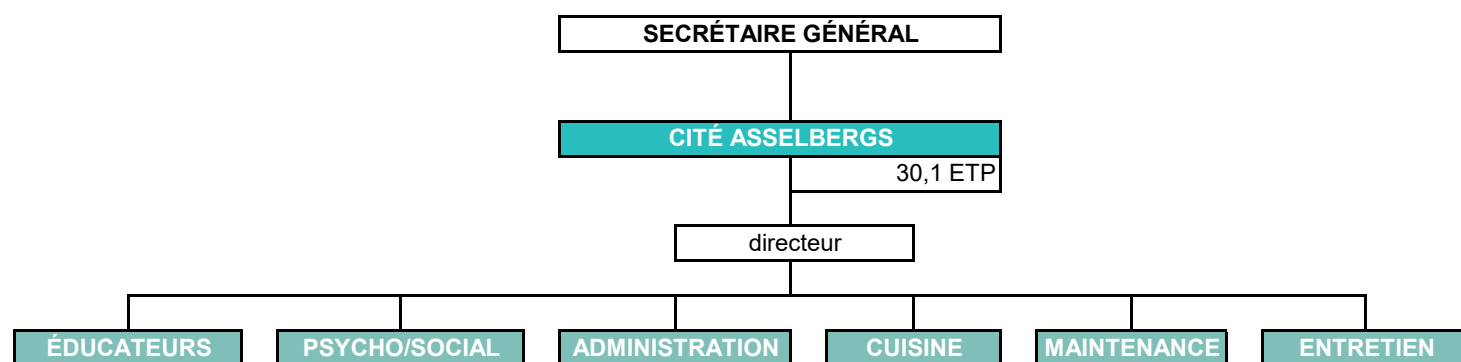 SECRÉTAIRE GÉNÉRAL
CITÉ ASSELBERGS
30,1 ETP
directeur
ÉDUCATEURS
PSYCHO/SOCIAL
ADMINISTRATION
CUISINE
MAINTENANCE
ENTRETIEN